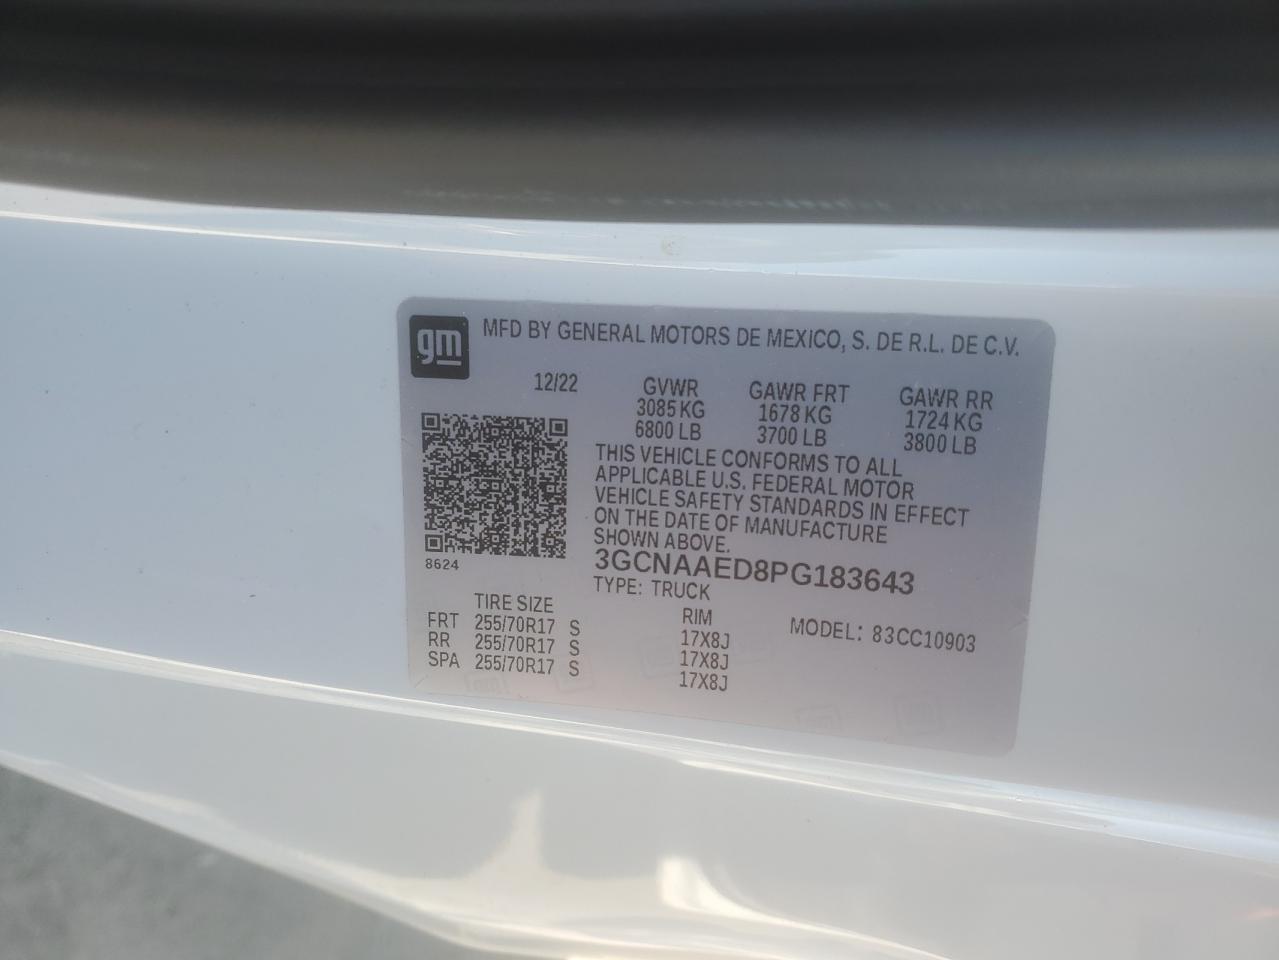 gm MFD BY GENERAL MOTORS DE MEXICO, S. DE R.L. DE C.V.
12/22 GVWR GAWR FRT GAWR RR
3085 KG 1678 KG 1724 KG
6800 LB 3700 LB 3800 LB
THIS VEHICLE CONFORMS TO ALL
APPLICABLE U.S. FEDERAL MOTOR
VEHICLE SAFETY STANDARDS IN EFFECT
ON THE DATE OF MANUFACTURE
SHOWN ABOVE.
8624
3GCNAAED8PG183643
TYPE: TRUCK
TIRE SIZE RIM MODEL: 83CC10903
FRT 255/70R17 S 17X8J
RR 255/70R17 S 17X8J
SPA 255/70R17 S 17X8J